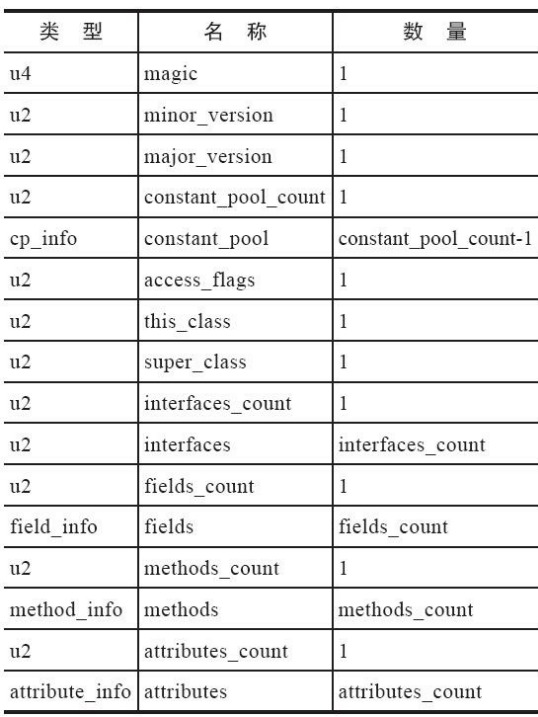 类 型 名 称 数 量
u4 magic 1
u2 minor_version 1
u2 major_version 1
u2 constant_pool_count 1
cp_info constant_pool constant_pool_count-1
u2 access_flags 1
u2 this_class 1
u2 super_class 1
u2 interfaces_count 1
u2 interfaces interfaces_count
u2 fields_count 1
field_info fields fields_count
u2 methods_count 1
method_info methods methods_count
u2 attributes_count 1
attribute_info attributes attributes_count